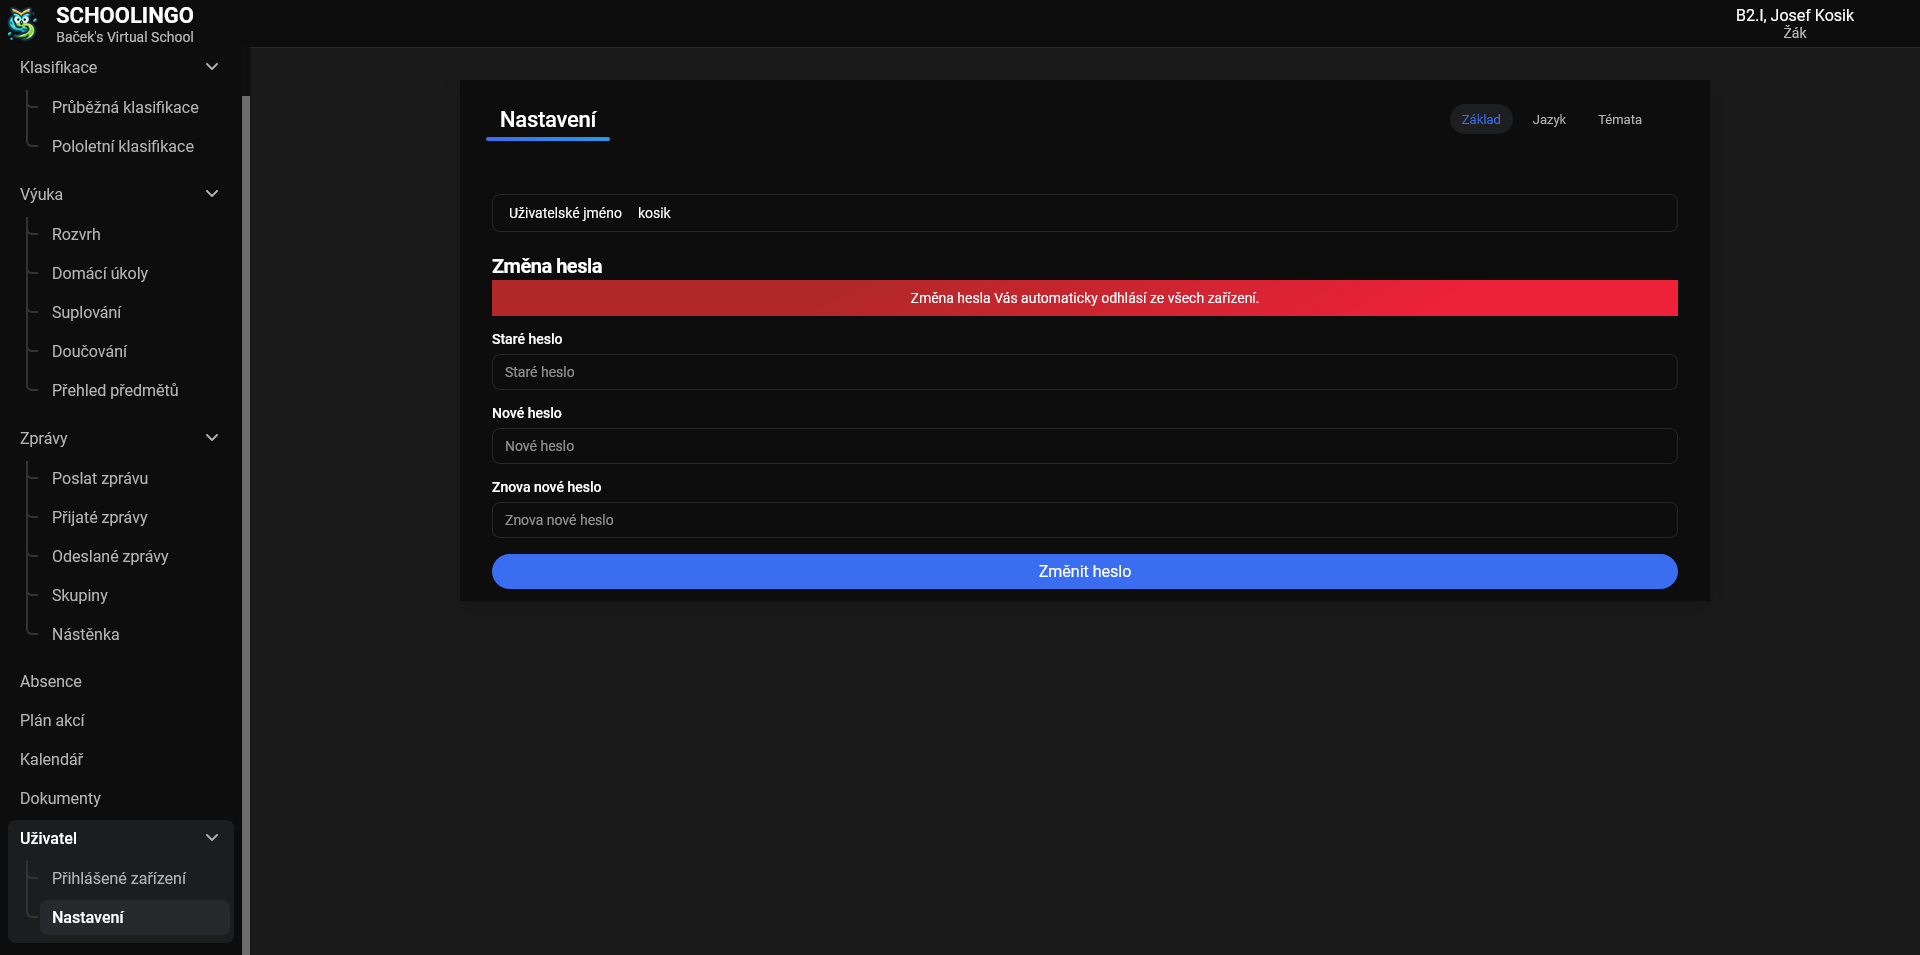 SCHOOLINGO
Baček's Virtual School
B2.I, Josef Kosik
Žák
Klasifikace
Průběžná klasifikace
Pololetní klasifikace
Výuka
Rozvrh
Domácí úkoly
Suplování
Doučování
Přehled předmětů
Zprávy
Poslat zprávu
Přijaté zprávy
Odeslané zprávy
Skupiny
Nástěnka
Absence
Plán akcí
Kalendář
Dokumenty
Uživatel
Přihlášené zařízení
Nastavení
Nastavení
Základ Jazyk Témata
Uživatelské jméno kosik
Změna hesla
Změna hesla Vás automaticky odhlásí ze všech zařízení.
Staré heslo
Staré heslo
Nové heslo
Nové heslo
Znova nové heslo
Znova nové heslo
Změnit heslo